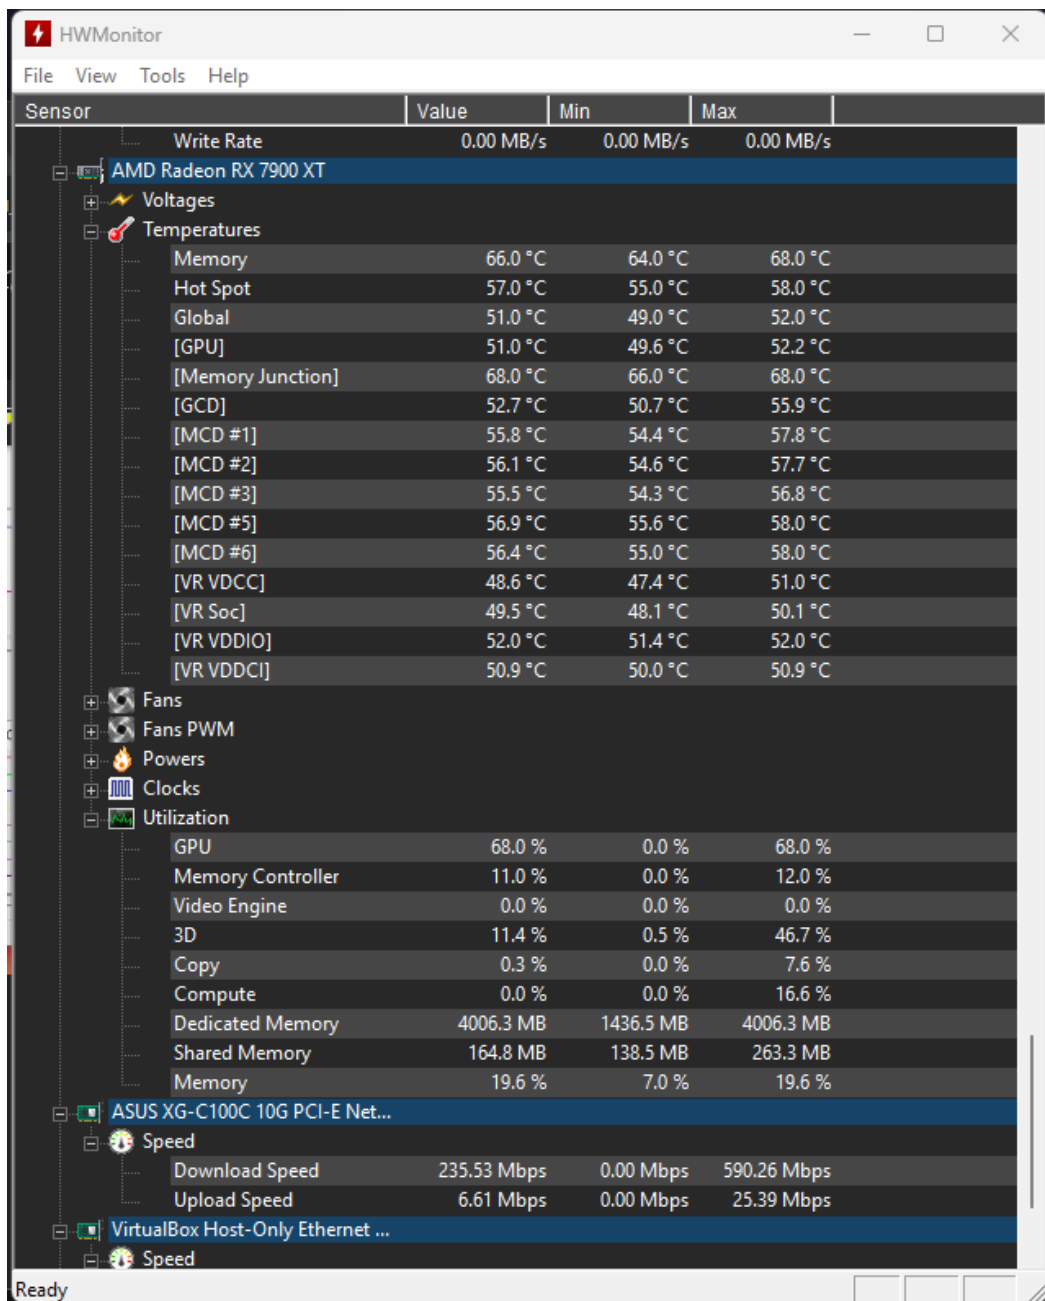 HWMonitor
File View Tools Help
Sensor Value Min Max
Write Rate 0.00 MB/s 0.00 MB/s 0.00 MB/s
AMD Radeon RX 7900 XT
Voltages
Temperatures
Memory 66.0 °C 64.0 °C 68.0 °C
Hot Spot 57.0 °C 55.0 °C 58.0 °C
Global 51.0 °C 49.0 °C 52.0 °C
[GPU] 51.0 °C 49.6 °C 52.2 °C
[Memory Junction] 68.0 °C 66.0 °C 68.0 °C
[GCD] 52.7 °C 50.7 °C 55.9 °C
[MCD #1] 55.8 °C 54.4 °C 57.8 °C
[MCD #2] 56.1 °C 54.6 °C 57.7 °C
[MCD #3] 55.5 °C 54.3 °C 56.8 °C
[MCD #5] 56.9 °C 55.6 °C 58.0 °C
[MCD #6] 56.4 °C 55.0 °C 58.0 °C
[VR VDCC] 48.6 °C 47.4 °C 51.0 °C
[VR Soc] 49.5 °C 48.1 °C 50.1 °C
[VR VDDIO] 52.0 °C 51.4 °C 52.0 °C
[VR VDDCI] 50.9 °C 50.0 °C 50.9 °C
Fans
Fans PWM
Powers
Clocks
Utilization
GPU 68.0 % 0.0 % 68.0 %
Memory Controller 11.0 % 0.0 % 12.0 %
Video Engine 0.0 % 0.0 % 0.0 %
3D 11.4 % 0.5 % 46.7 %
Copy 0.3 % 0.0 % 7.6 %
Compute 0.0 % 0.0 % 16.6 %
Dedicated Memory 4006.3 MB 1436.5 MB 4006.3 MB
Shared Memory 164.8 MB 138.5 MB 263.3 MB
Memory 19.6 % 7.0 % 19.6 %
ASUS XG-C100C 10G PCI-E Net...
Speed
Download Speed 235.53 Mbps 0.00 Mbps 590.26 Mbps
Upload Speed 6.61 Mbps 0.00 Mbps 25.39 Mbps
VirtualBox Host-Only Ethernet ...
Speed
Ready